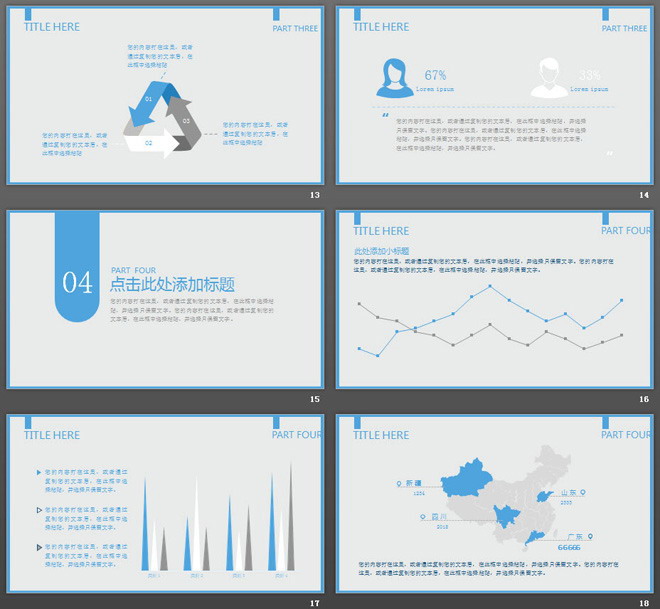 TITLE HERE
PART THREE
您的内容打在这里，或者
通过复制您的文本后，在
此框中选择粘贴
01
02
03
您的内容打在这里，或者
通过复制您的文本后，在
此框中选择粘贴
您的内容打在这里，或者
通过复制您的文本后，在
此框中选择粘贴
13
TITLE HERE
PART THREE
67%
Lorem ipsum
33%
Lorem ipsum
“
您的内容打在这里，或者通过复制您的文本后，在此框中选择粘贴，并选择
只保留文字。您的内容打在这里，或者通过复制您的文本后，在此框中选择
粘贴，并选择只保留文字。您的内容打在这里，或者通过复制您的文本后，
在此框中选择粘贴，并选择只保留文字。
”
14
04
PART FOUR
点击此处添加标题
您的内容打在这里，或者通过复制您的文本后，在此框中选择粘
贴，并选择只保留文字。您的内容打在这里，或者通过复制您的
文本后，在此框中选择粘贴，并选择只保留文字。
15
TITLE HERE
PART FOUR
此处添加小标题
您的内容打在这里，或者通过复制您的文本后，在此框中选择粘贴，并选择只保留文字。您的内容打在
这里，或者通过复制您的文本后，在此框中选择粘贴，并选择只保留文字。
16
TITLE HERE
PART FOUR
您的内容打在这里，或者通过
复制您的文本后，在此框中选
择粘贴，并选择只保留文字。
您的内容打在这里，或者通过
复制您的文本后，在此框中选
择粘贴，并选择只保留文字。
您的内容打在这里，或者通过
复制您的文本后，在此框中选
择粘贴，并选择只保留文字。
17
TITLE HERE
PART FOUR
新疆
山东
四川
广东
66666
您的内容打在这里，或者通过复制您的文本后，在此框中选择粘贴，并选择只保留文字。您的内容打在这
里，或者通过复制您的文本后，在此框中选择粘贴，并选择只保留文字。
18